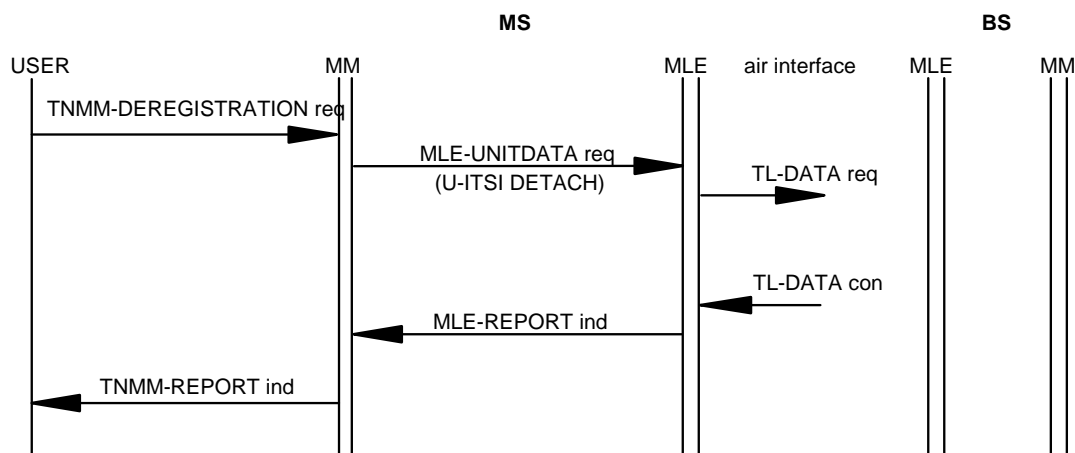 MS BS
USER MM MLE air interface MLE MM
TNMM-DEREGISTRATION req
MLE-UNITDATA req
(U-ITSI DETACH)
TL-DATA req
TL-DATA con
MLE-REPORT ind
TNMM-REPORT ind